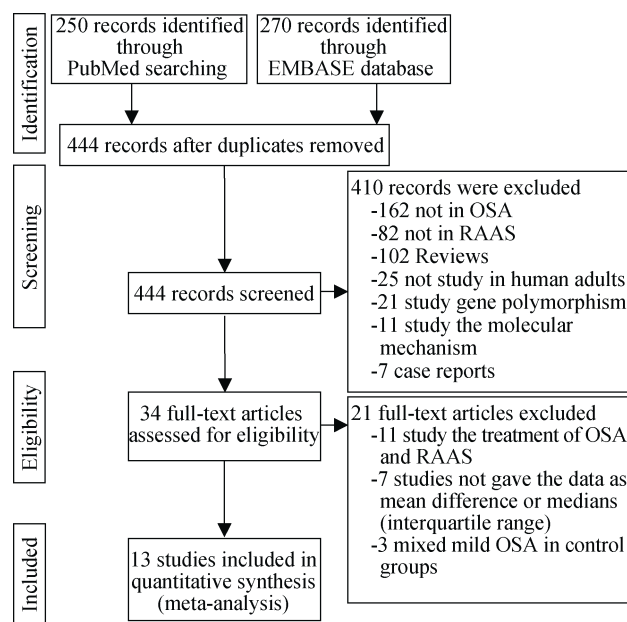 Identification
250 records identified
through
PubMed searching
270 records identified
through
EMBASE database
444 records after duplicates removed
Screening
444 records screened
410 records were excluded
-162 not in OSA
-82 not in RAAS
-102 Reviews
-25 not study in human adults
-21 study gene polymorphism
-11 study the molecular
mechanism
-7 case reports
Eligibility
34 full-text articles
assessed for eligibility
21 full-text articles excluded
-11 study the treatment of OSA
and RAAS
-7 studies not gave the data as
mean difference or medians
(interquartile range)
-3 mixed mild OSA in control
groups
Included
13 studies included in
quantitative synthesis
(meta-analysis)